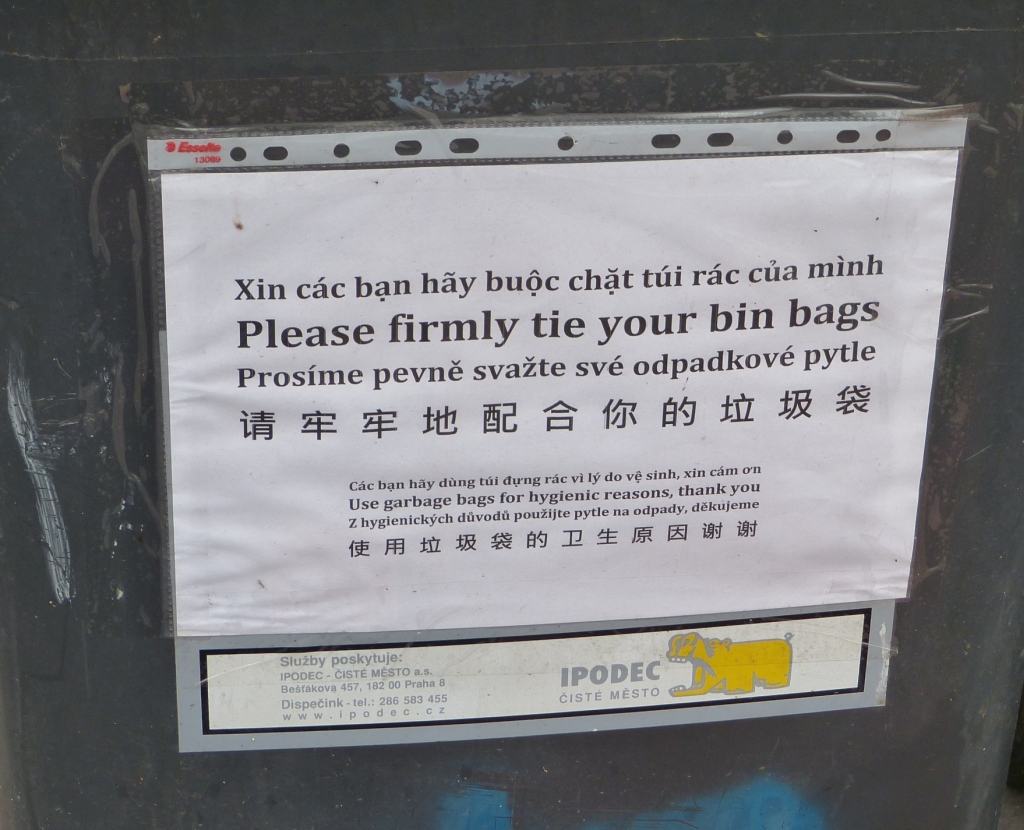 Esselte
13069
Xin các bạn hãy buộc chặt túi rác của mình
Please firmly tie your bin bags
Prosíme pevně svažte své odpadkové pytle
请牢牢地配合你的垃圾袋
Các bạn hãy dùng túi đựng rác vì lý do vệ sinh, xin cám ơn
Use garbage bags for hygienic reasons, thank you
Z hygienických důvodů použijte pytle na odpady, děkujeme
使用垃圾袋的卫生原因谢谢
Služby poskytuje:
IPODEC - ČISTÉ MĚSTO a.s.
Bešťákova 457, 182 00 Praha 8
Dispečink - tel.: 286 583 455
www.ipodec.cz
IPODEC
ČISTÉ MĚSTO